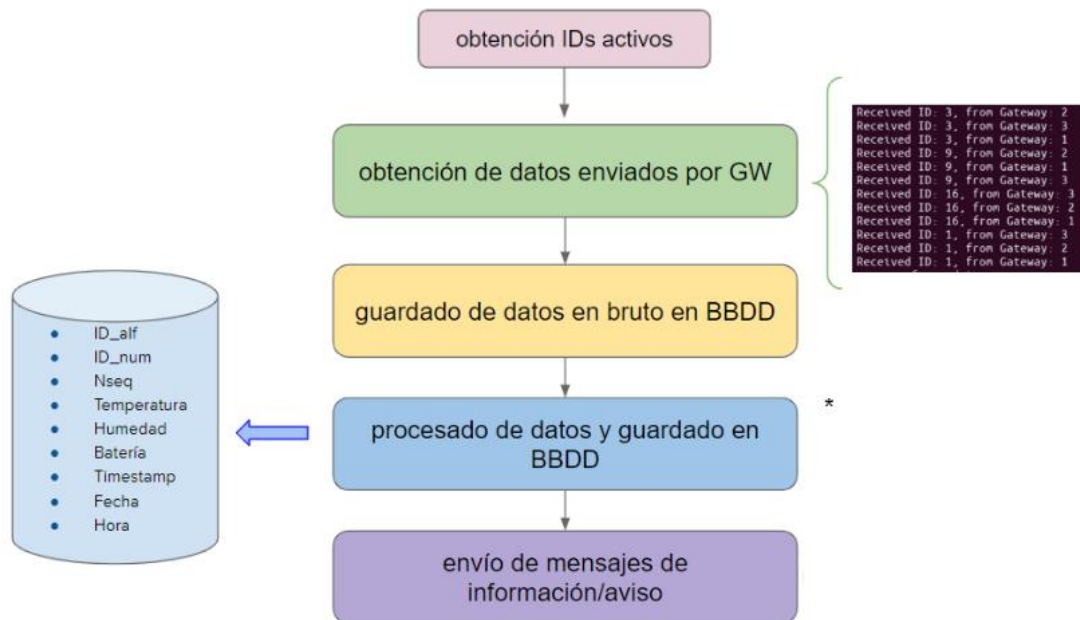 obtención IDs activos
obtención de datos enviados por GW
Received ID: 3, from Gateway: 2
Received ID: 3, from Gateway: 3
Received ID: 3, from Gateway: 1
Received ID: 9, from Gateway: 2
Received ID: 9, from Gateway: 1
Received ID: 9, from Gateway: 3
Received ID: 16, from Gateway: 3
Received ID: 16, from Gateway: 2
Received ID: 16, from Gateway: 1
Received ID: 1, from Gateway: 3
Received ID: 1, from Gateway: 2
Received ID: 1, from Gateway: 1
guardado de datos en bruto en BBDD
● ID_alf
● ID_num
● Nseq
● Temperatura
● Humedad
● Batería
● Timestamp
● Fecha
● Hora
procesado de datos y guardado en
BBDD
*
envío de mensajes de
información/aviso